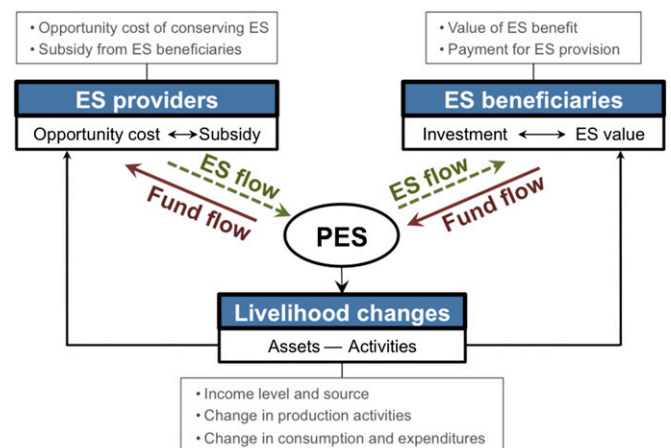 • Opportunity cost of conserving ES
• Subsidy from ES beneficiaries
• Value of ES benefit
• Payment for ES provision
ES providers
Opportunity cost ↔ Subsidy
ES beneficiaries
Investment ↔ ES value
ES flow
Fund flow
ES flow
Fund flow
PES
Livelihood changes
Assets — Activities
• Income level and source
• Change in production activities
• Change in consumption and expenditures